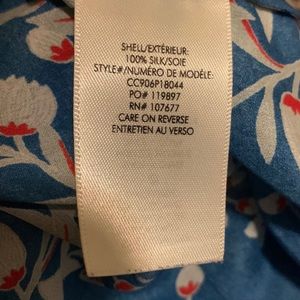 SHELL/EXTÉRIEUR:
100% SILK/SOIE
STYLE#/NUMÉRO DE MODÈLE:
CC906P18044
PO# 119897
RN# 107677
CARE ON REVERSE
ENTRETIEN AU VERSO